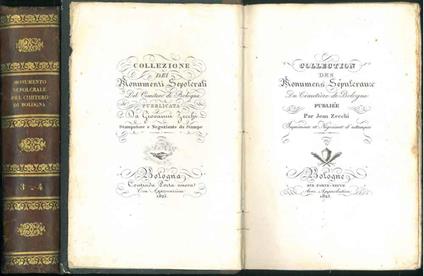 MONUMENTO
SEPOLCRALE
DEL CIMITERO
DI BOLOGNA
3-4
COLLEZIONE
DEI
Monumenti Sepolcrali
Del Cimitero di Bologna
PUBBLICATA
Da Giovanni Zecchi
Stampatore e Negoziante di Stampe
Bologna
Contrada Porta nuova
Con Approvazione
1825.
COLLECTION
DES
Monumens Sépulcraux
Du Cimetière de Bologne
PUBLIÉE
Par Jean Zecchi
Imprimeur et Négociant d'estampes
Bologne
RUE PORTE-NEUVE
Avec Approbation
1825.